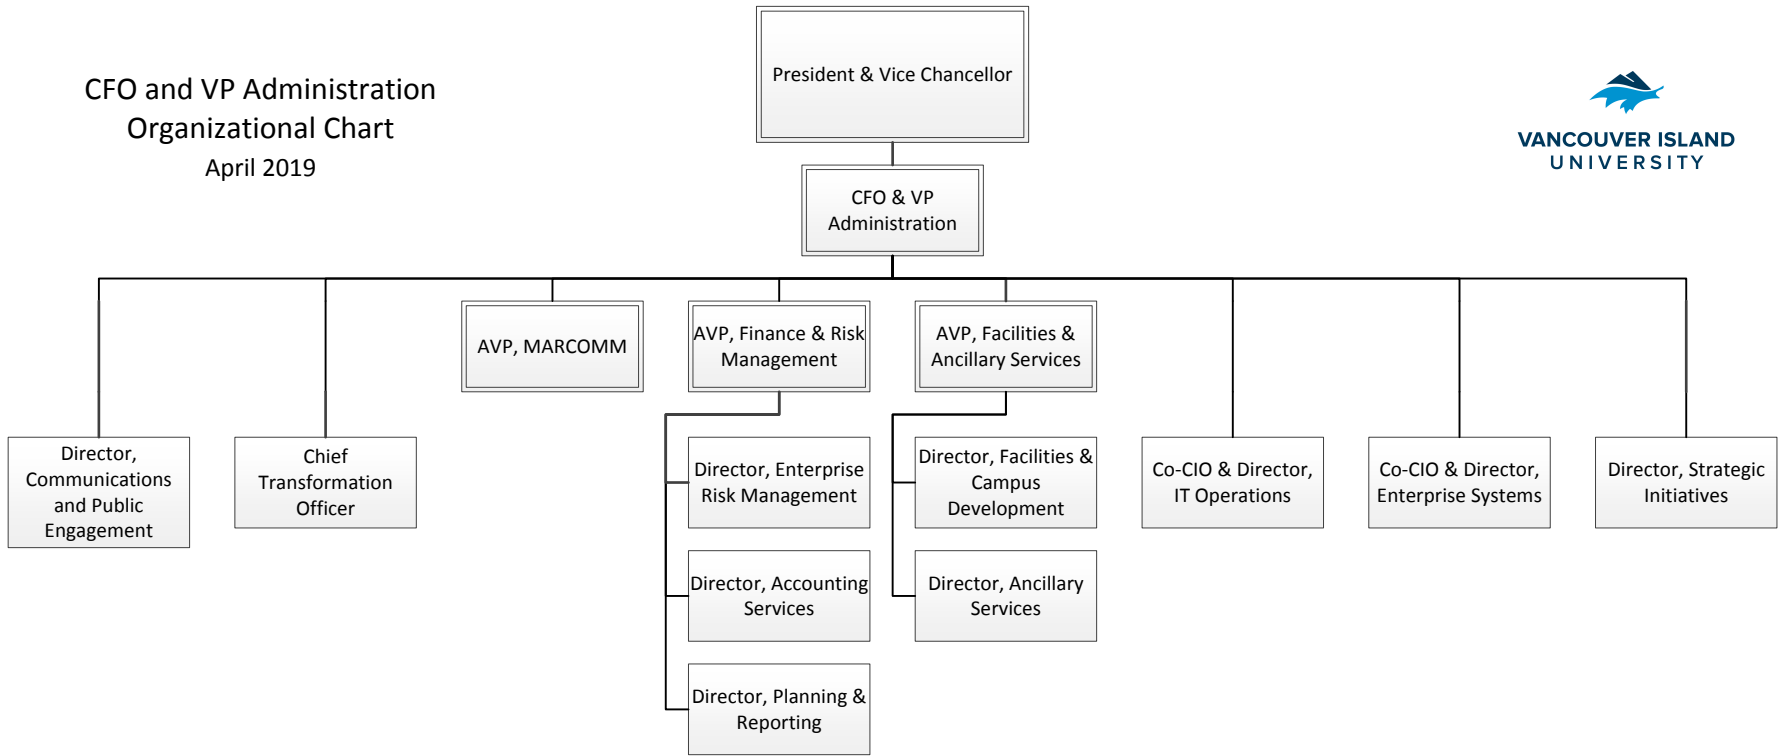 CFO and VP Administration
Organizational Chart
April 2019
President & Vice Chancellor
VANCOUVER ISLAND
UNIVERSITY
CFO & VP
Administration
AVP, MARCOMM
AVP, Finance & Risk
Management
AVP, Facilities &
Ancillary Services
Director,
Communications
and Public
Engagement
Chief
Transformation
Officer
Director, Enterprise
Risk Management
Director, Facilities &
Campus
Development
Co-CIO & Director,
IT Operations
Co-CIO & Director,
Enterprise Systems
Director, Strategic
Initiatives
Director, Accounting
Services
Director, Ancillary
Services
Director, Planning &
Reporting